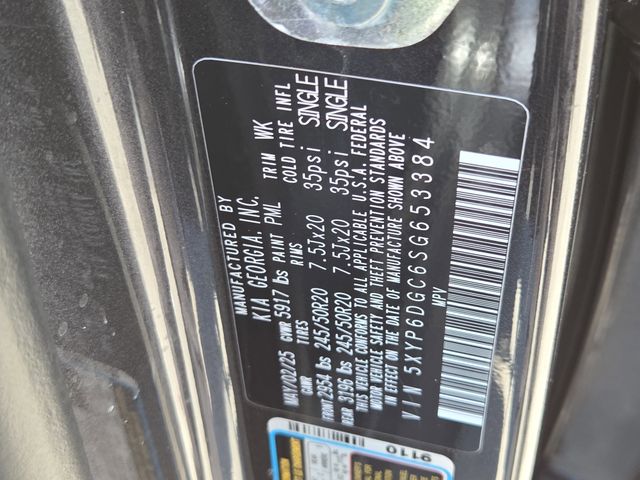 MANUFACTURED BY
KIA GEORGIA, INC.
MAY/02/25 GVWR 5917 lbs PAINT PML TRIM WK
GAWR TIRES RIMS COLD TIRE INFL
FRONT 2954 lbs 245/50R20 7.5Jx20 35psi SINGLE
REAR 3196 lbs 245/50R20 7.5Jx20 35psi SINGLE
THIS VEHICLE CONFORMS TO ALL APPLICABLE U.S.A. FEDERAL
MOTOR VEHICLE SAFETY AND THEFT PREVENTION STANDARDS
IN EFFECT ON THE DATE OF MANUFACTURE SHOWN ABOVE
VIN 5XYP6DGC6SG653384
MPV
9110